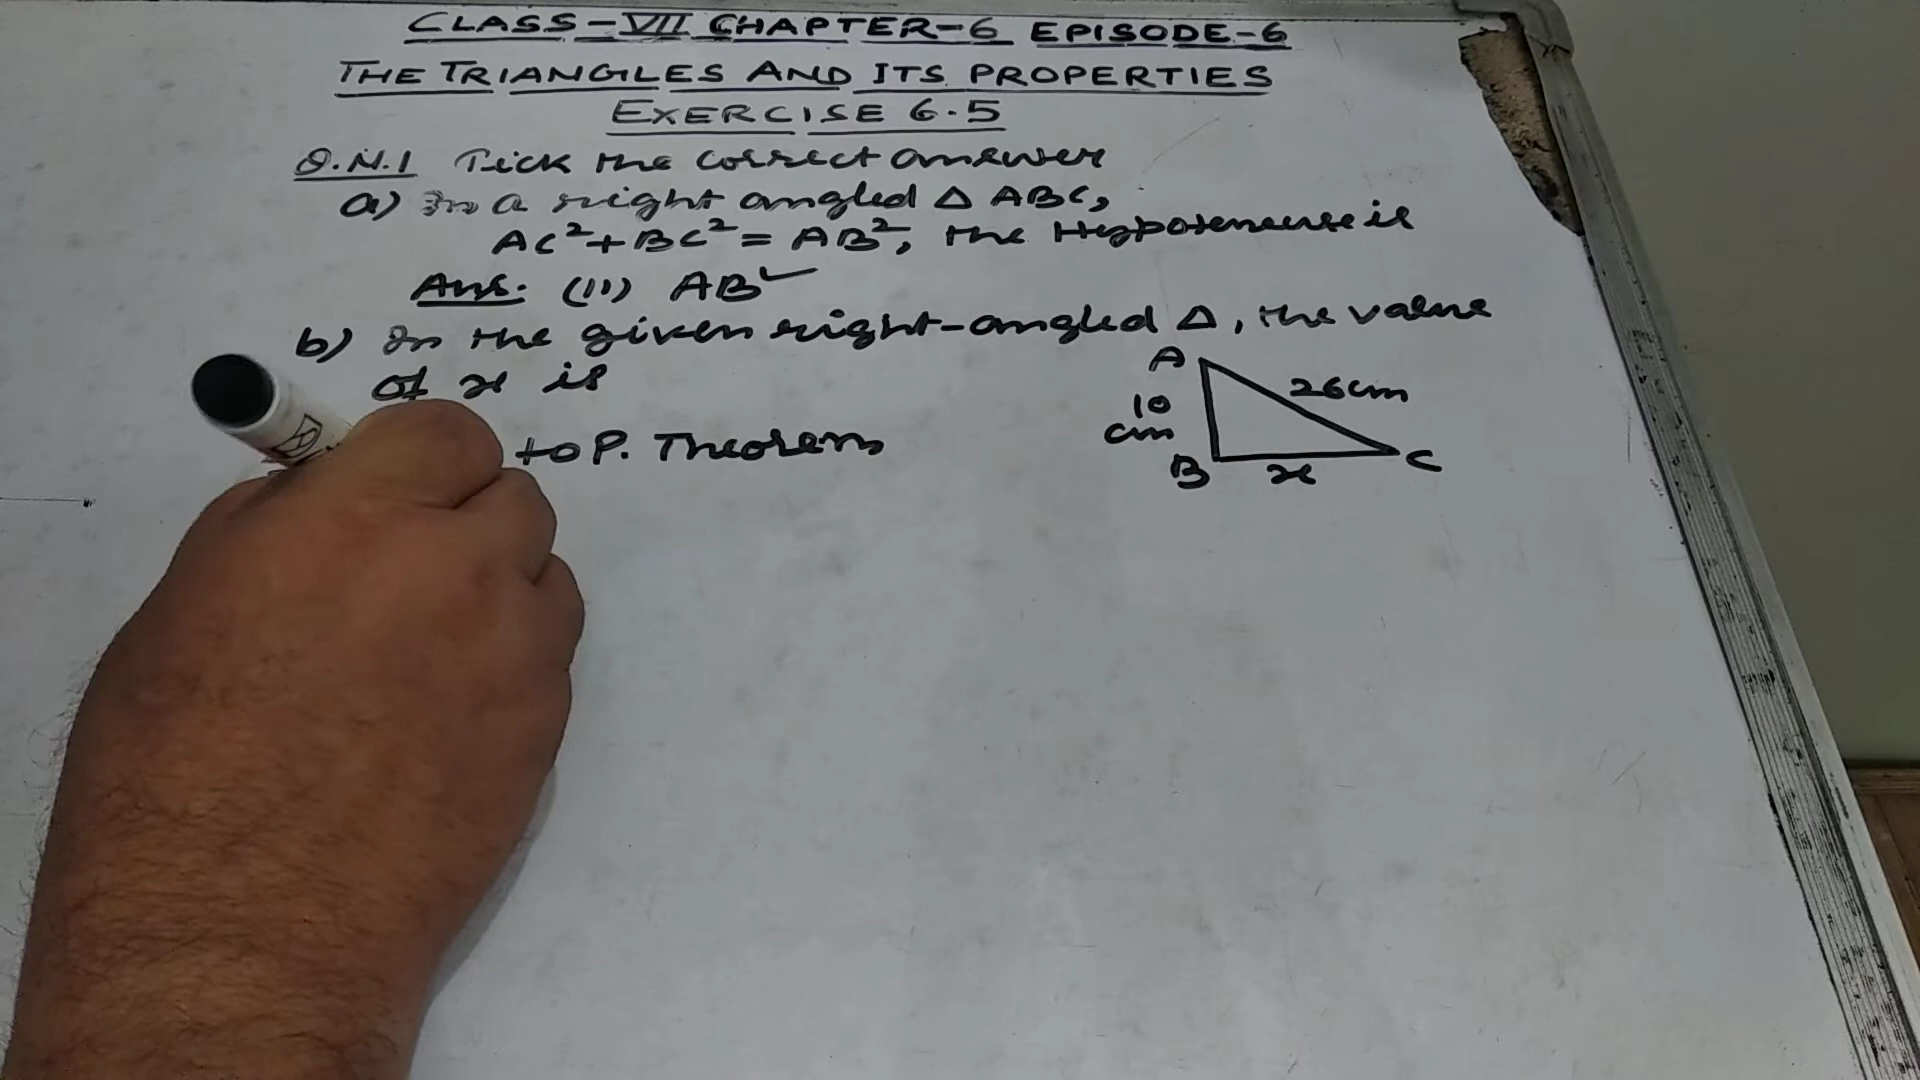 CLASS-VII CHAPTER-6 EPISODE-6
THE TRIANGLES AND ITS PROPERTIES
EXERCISE 6.5
Q.N.1 Tick the correct answer
a) In a right angled △ ABC,
AC²+BC²=AB², the Hypotenuse is
Ans. (ii) AB ✓
b) In the given right-angled △, the value
of x is
A
26cm
10
cm
to P. Theorem
B
x
C